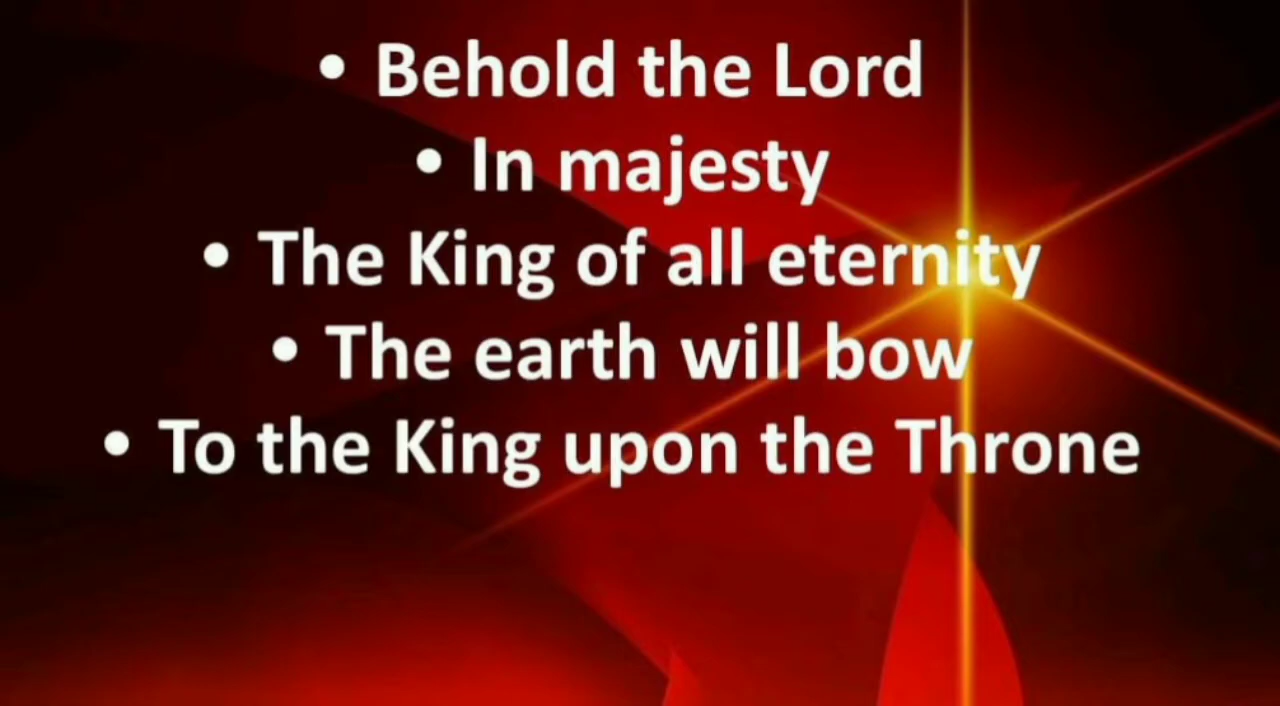 • Behold the Lord
• In majesty
• The King of all eternity
• The earth will bow
• To the King upon the Throne